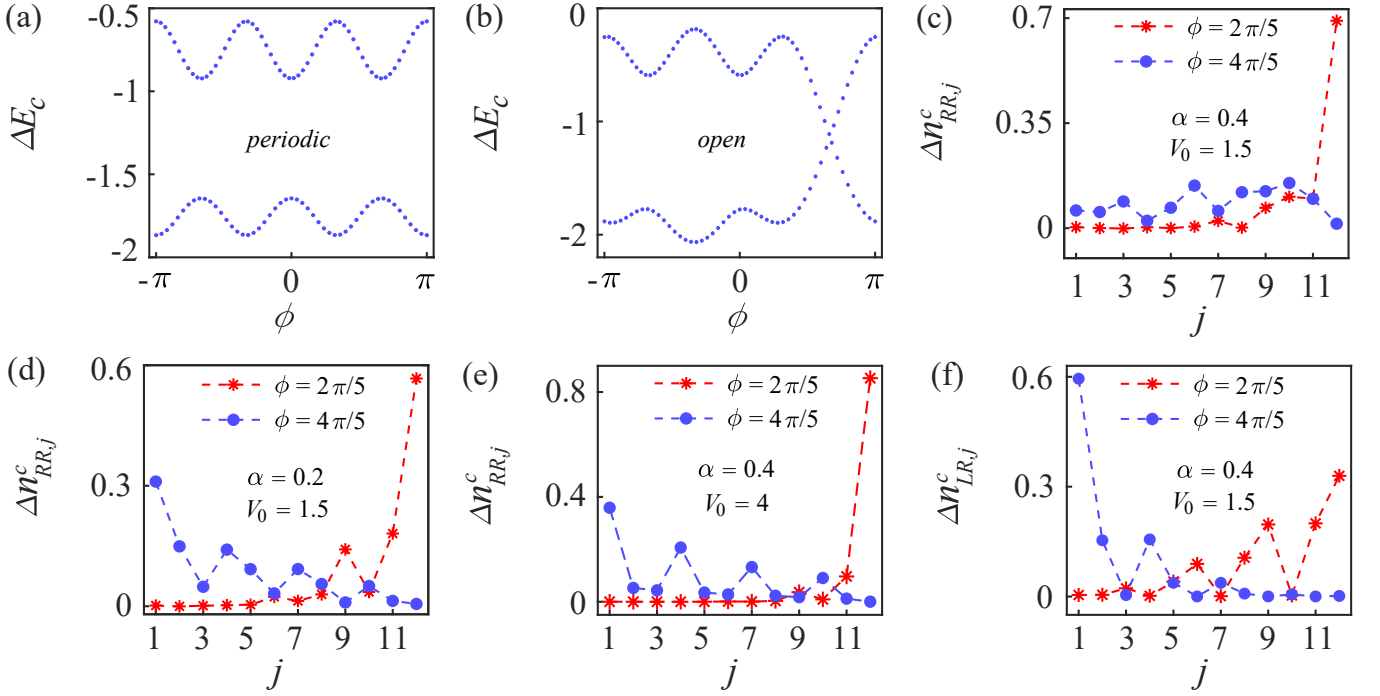 (a)
-0.5
-1
-1.5
-2
ΔE_c
periodic
-π 0 π
ϕ
(b)
0
-1
-2
ΔE_c
open
-π 0 π
ϕ
(c)
0.7
0.35
0
Δn^c_{RR,j}
ϕ = 2π/5
ϕ = 4π/5
α = 0.4
V_0 = 1.5
1 3 5 7 9 11
j
(d)
0.6
0.3
0
Δn^c_{RR,j}
ϕ = 2π/5
ϕ = 4π/5
α = 0.2
V_0 = 1.5
1 3 5 7 9 11
j
(e)
0.8
0.4
0
Δn^c_{RR,j}
ϕ = 2π/5
ϕ = 4π/5
α = 0.4
V_0 = 4
1 3 5 7 9 11
j
(f)
0.6
0.3
0
Δn^c_{LR,j}
ϕ = 2π/5
ϕ = 4π/5
α = 0.4
V_0 = 1.5
1 3 5 7 9 11
j